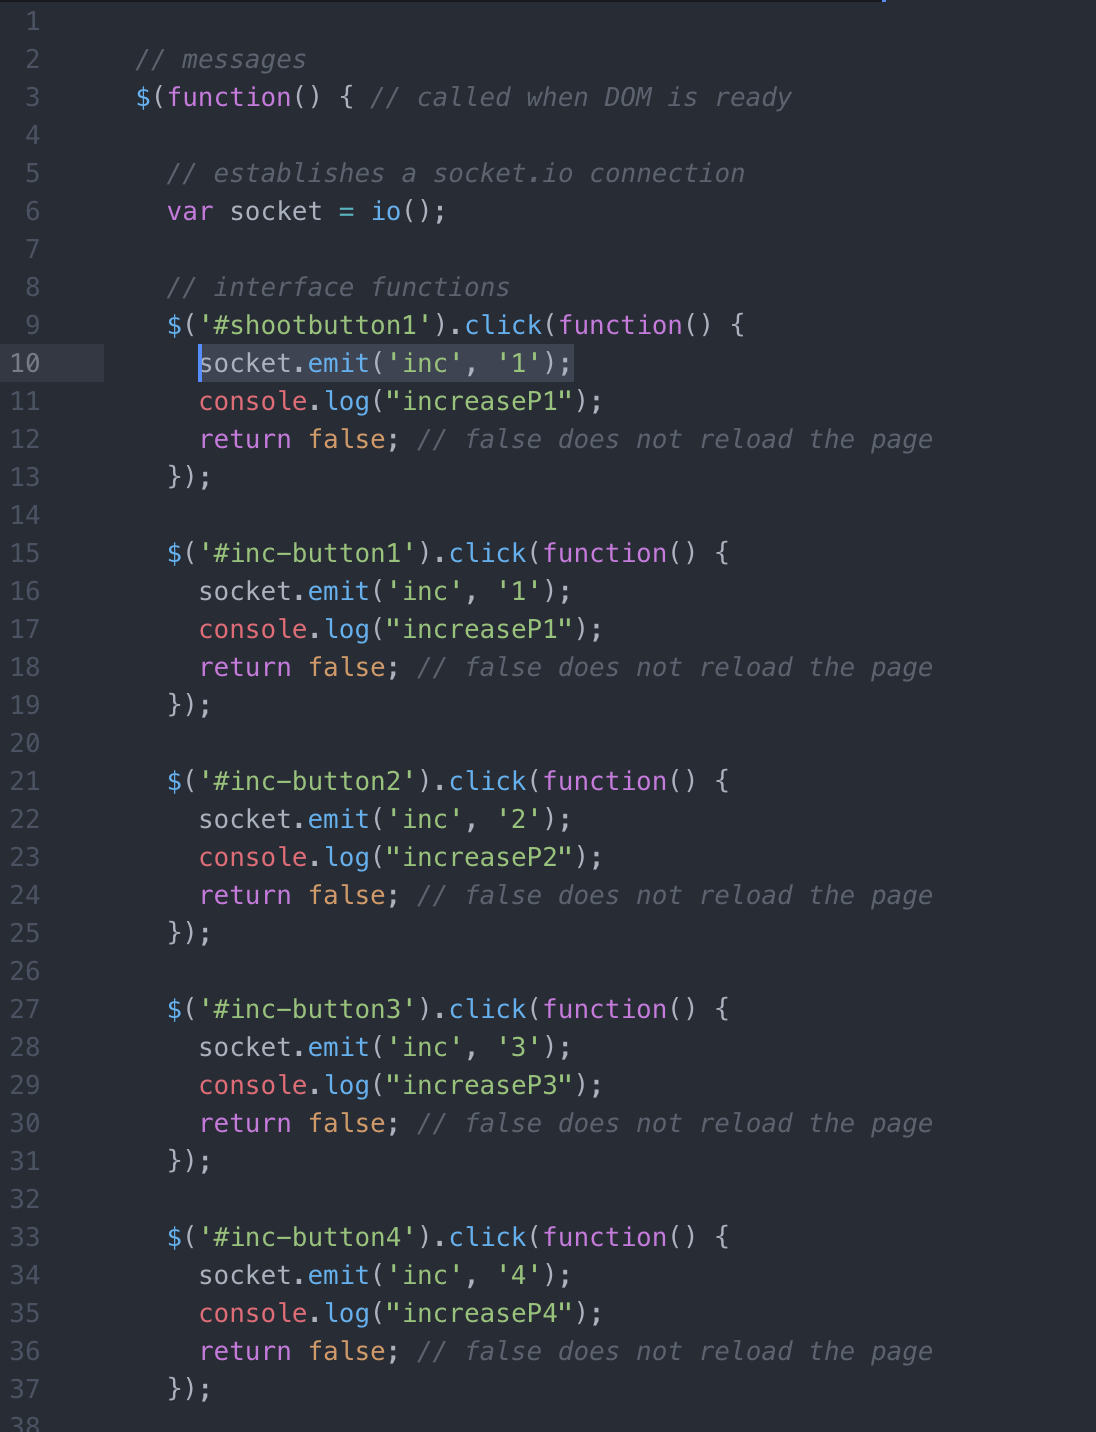 1
2 // messages
3 $(function() { // called when DOM is ready
4
5 // establishes a socket.io connection
6 var socket = io();
7
8 // interface functions
9 $('#shootbutton1').click(function() {
10 socket.emit('inc', '1');
11 console.log("increaseP1");
12 return false; // false does not reload the page
13 });
14
15 $('#inc-button1').click(function() {
16 socket.emit('inc', '1');
17 console.log("increaseP1");
18 return false; // false does not reload the page
19 });
20
21 $('#inc-button2').click(function() {
22 socket.emit('inc', '2');
23 console.log("increaseP2");
24 return false; // false does not reload the page
25 });
26
27 $('#inc-button3').click(function() {
28 socket.emit('inc', '3');
29 console.log("increaseP3");
30 return false; // false does not reload the page
31 });
32
33 $('#inc-button4').click(function() {
34 socket.emit('inc', '4');
35 console.log("increaseP4");
36 return false; // false does not reload the page
37 });
38